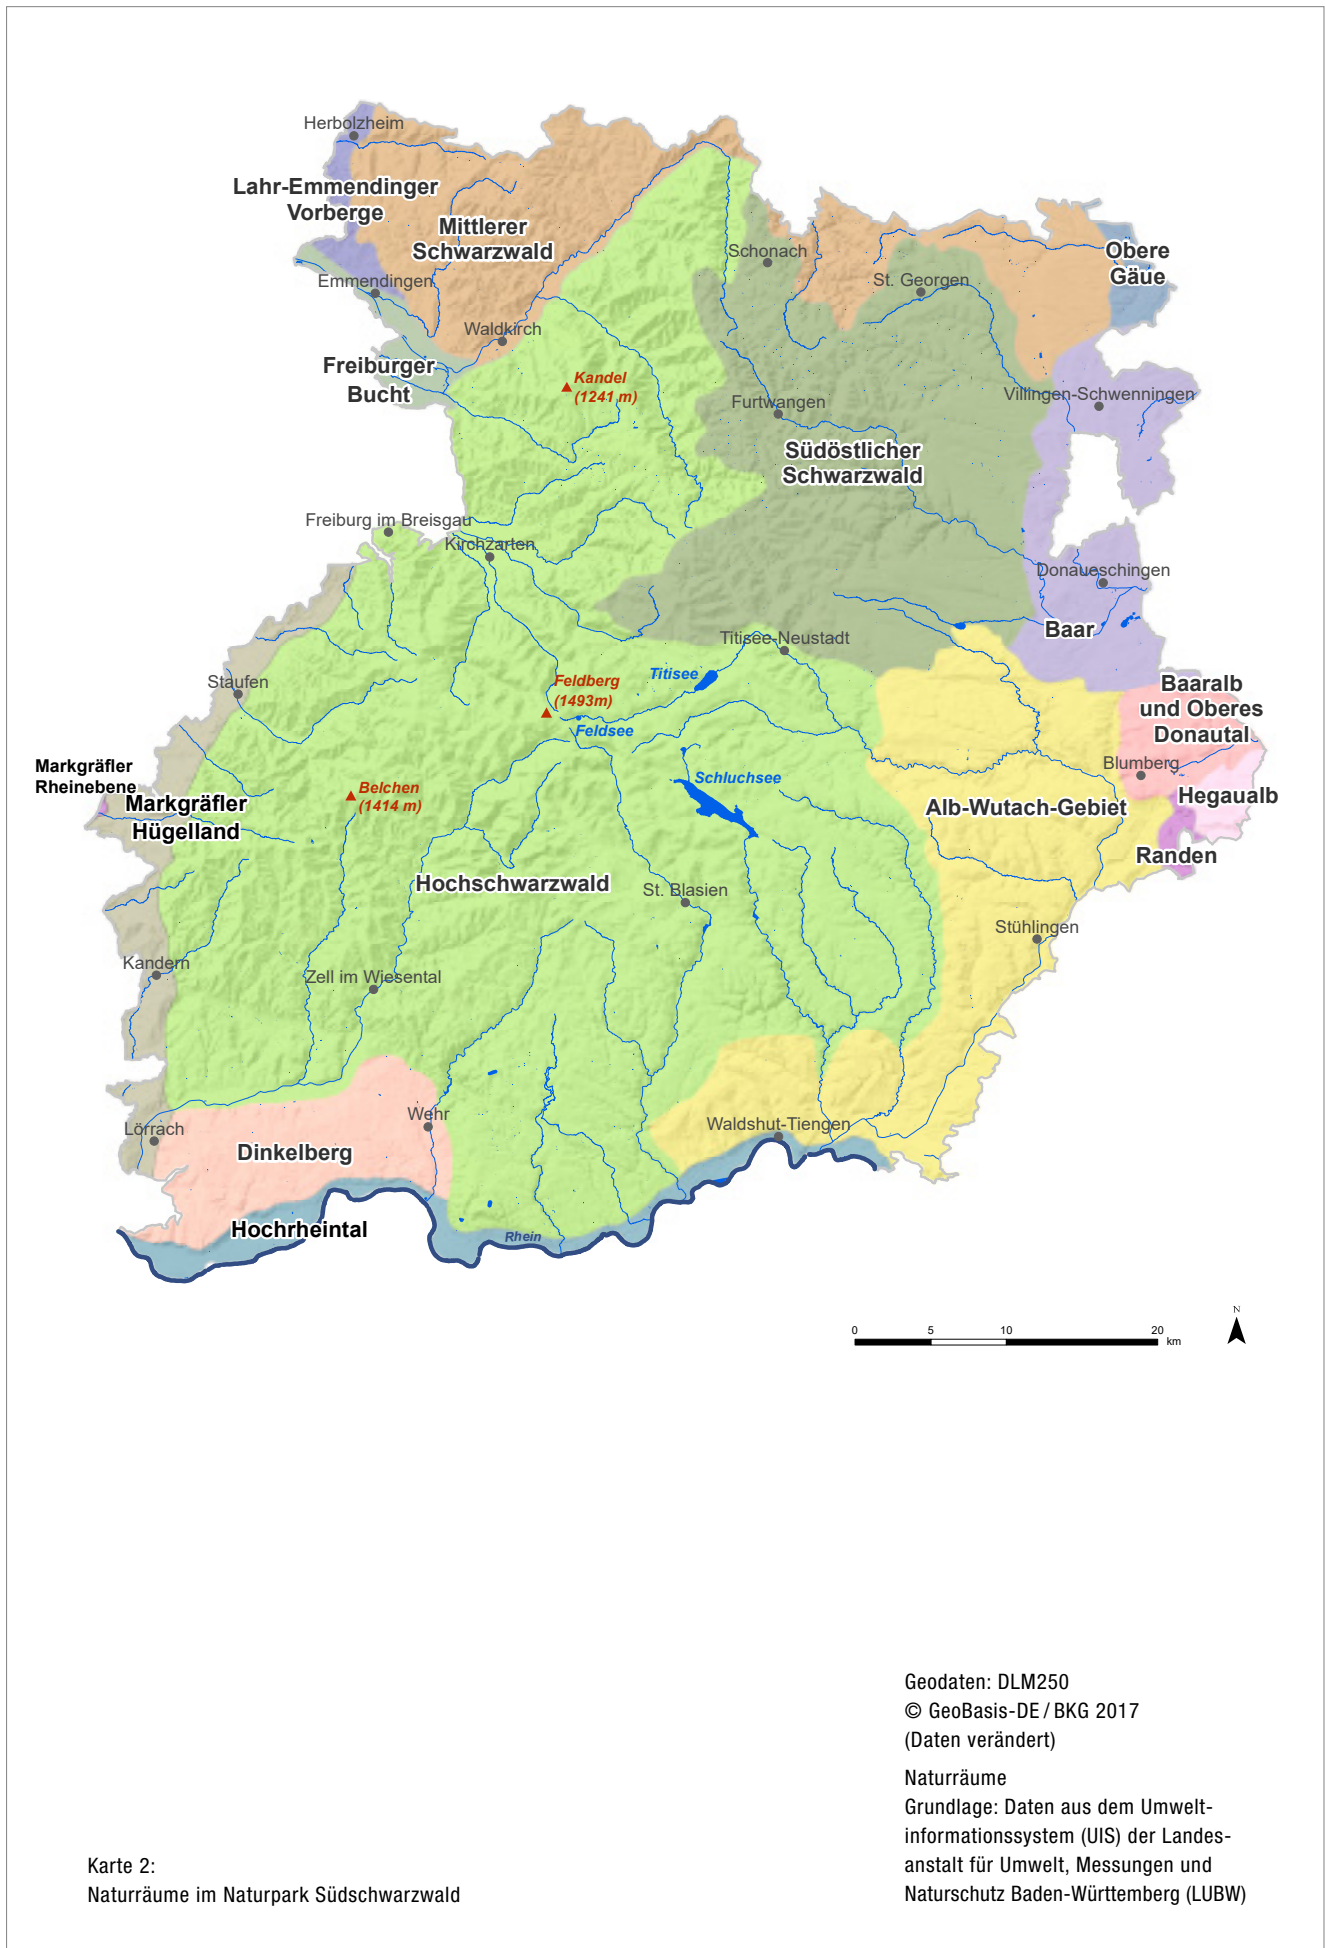 Herbolzheim
Lahr-Emmendinger
Vorberge
Mittlerer
Schwarzwald
Schonach
Obere
Gäue
Emmendingen
St. Georgen
Waldkirch
Freiburger
Bucht
Kandel
(1241 m)
Furtwangen
Villingen-Schwenningen
Südöstlicher
Schwarzwald
Freiburg im Breisgau
Kirchzarten
Donaueschingen
Baar
Titisee-Neustadt
Titisee
Staufen
Feldberg
(1493m)
Feldsee
Baaralb
und Oberes
Donautal
Blumberg
Markgräfler
Rheinebene
Markgräfler
Hügelland
Belchen
(1414 m)
Schluchsee
Alb-Wutach-Gebiet
Hegaualb
Randen
Hochschwarzwald
St. Blasien
Stühlingen
Kandern
Zell im Wiesental
Wehr
Lörrach
Waldshut-Tiengen
Dinkelberg
Hochrheintal
Rhein
0 5 10 20
km
N
Geodaten: DLM250
© GeoBasis-DE / BKG 2017
(Daten verändert)
Naturräume
Grundlage: Daten aus dem Umwelt-
informationssystem (UIS) der Landes-
anstalt für Umwelt, Messungen und
Naturschutz Baden-Württemberg (LUBW)
Karte 2:
Naturräume im Naturpark Südschwarzwald